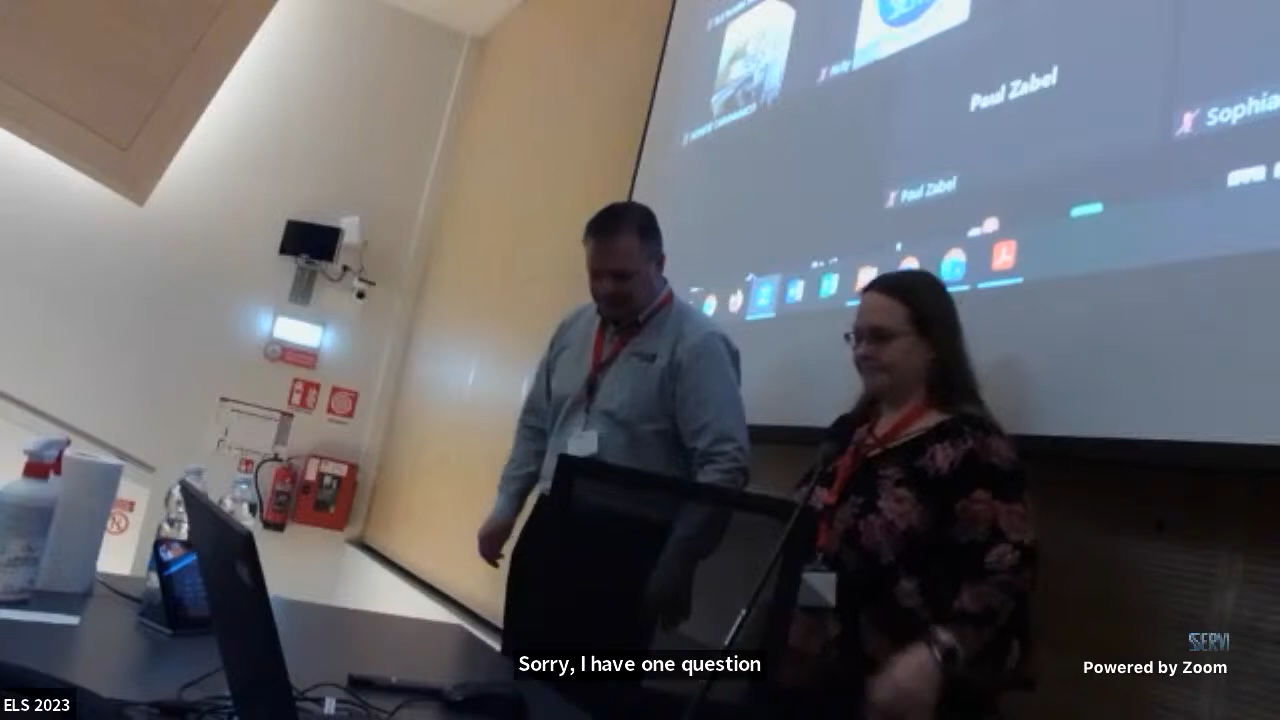 Paul Zabel
Sophia
Paul Zabel
Sorry, I have one question
SERVI
Powered by Zoom
ELS 2023